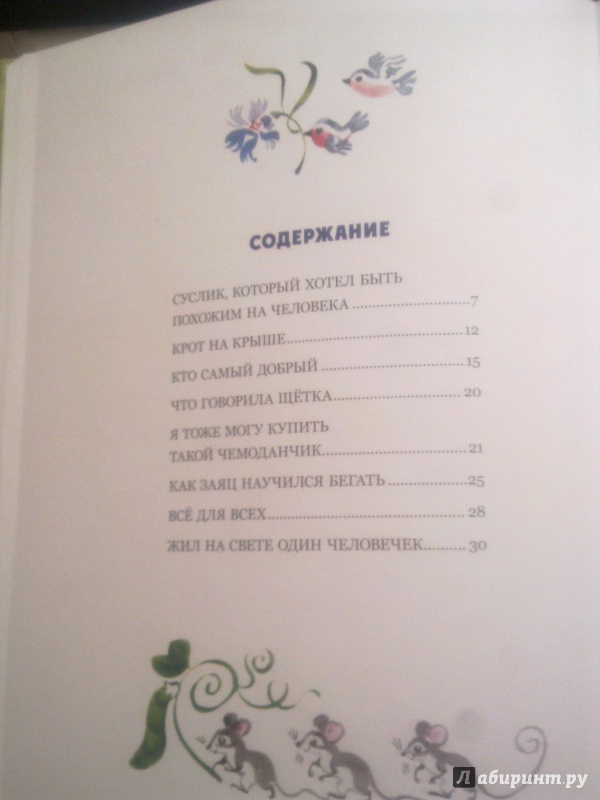 СОДЕРЖАНИЕ
СУСЛИК, КОТОРЫЙ ХОТЕЛ БЫТЬ
ПОХОЖИМ НА ЧЕЛОВЕКА ..................... 7
КРОТ НА КРЫШЕ.............................. 12
КТО САМЫЙ ДОБРЫЙ ........................ 15
ЧТО ГОВОРИЛА ЩЁТКА...................... 20
Я ТОЖЕ МОГУ КУПИТЬ
ТАКОЙ ЧЕМОДАНЧИК......................... 21
КАК ЗАЯЦ НАУЧИЛСЯ БЕГАТЬ ............... 25
ВСЁ ДЛЯ ВСЕХ................................. 28
ЖИЛ НА СВЕТЕ ОДИН ЧЕЛОВЕЧЕК.......... 30
Лабиринт.ру